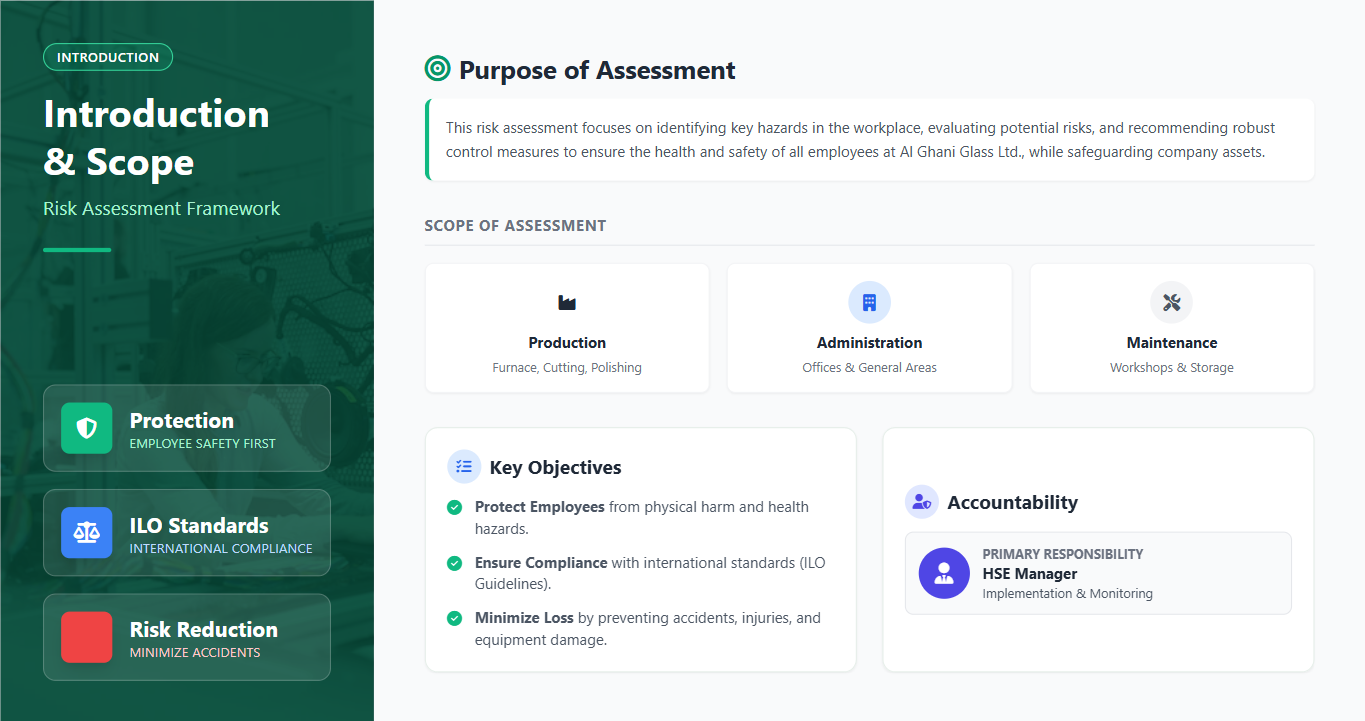 INTRODUCTION
Introduction
& Scope
Risk Assessment Framework
Protection
EMPLOYEE SAFETY FIRST
ILO Standards
INTERNATIONAL COMPLIANCE
Risk Reduction
MINIMIZE ACCIDENTS
Purpose of Assessment
This risk assessment focuses on identifying key hazards in the workplace, evaluating potential risks, and recommending robust
control measures to ensure the health and safety of all employees at Al Ghani Glass Ltd., while safeguarding company assets.
SCOPE OF ASSESSMENT
Production
Furnace, Cutting, Polishing
Administration
Offices & General Areas
Maintenance
Workshops & Storage
Key Objectives
Protect Employees from physical harm and health
hazards.
Ensure Compliance with international standards (ILO
Guidelines).
Minimize Loss by preventing accidents, injuries, and
equipment damage.
Accountability
PRIMARY RESPONSIBILITY
HSE Manager
Implementation & Monitoring